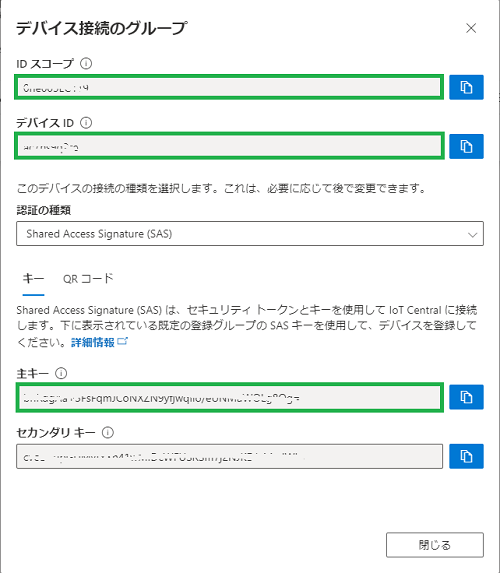 デバイス接続のグループ
ID スコープ
デバイス ID
このデバイスの接続の種類を選択します。これは、必要に応じて後で変更できます。
認証の種類
Shared Access Signature (SAS)
キー QR コード
Shared Access Signature (SAS) は、セキュリティ トークンとキーを使用して IoT Central に接続
します。下に表示されている既定の登録グループの SAS キーを使用して、デバイスを登録して
ください。詳細情報
主キー
セカンダリ キー
閉じる